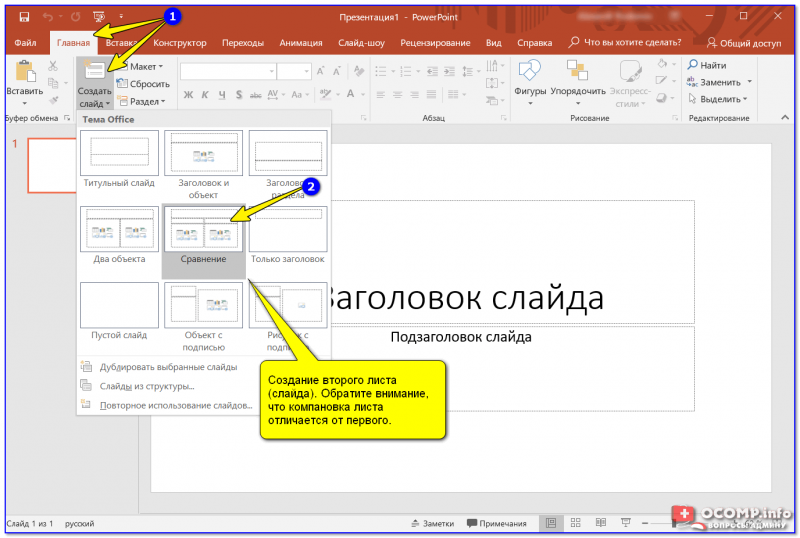 Презентация1 - PowerPoint
1
Файл Главная Вставка Конструктор Переходы Анимация Слайд-шоу Рецензирование Вид Справка Что вы хотите сделать? Общий доступ
Вставить
Создать слайд
Макет
Сбросить
Раздел
Ж К Ч S abc AV Aa A
Фигуры Упорядочить Экспресс-стили
Найти
Заменить
Выделить
Буфер обмена Абзац Рисование Редактирование
Тема Office
Титульный слайд
Заголовок и объект
раздела
2
Два объекта
Сравнение
Только заголовок
Пустой слайд
Объект с подписью
Дублировать выбранные слайды
Слайды из структуры...
Повторное использование слайдов...
1
Заголовок слайда
Подзаголовок слайда
Создание второго листа
(слайда). Обратите внимание,
что компановка листа
отличается от первого.
Слайд 1 из 1 русский Заметки Примечания
OCOMP.info
ВОПРОСЫ АДМИНУ